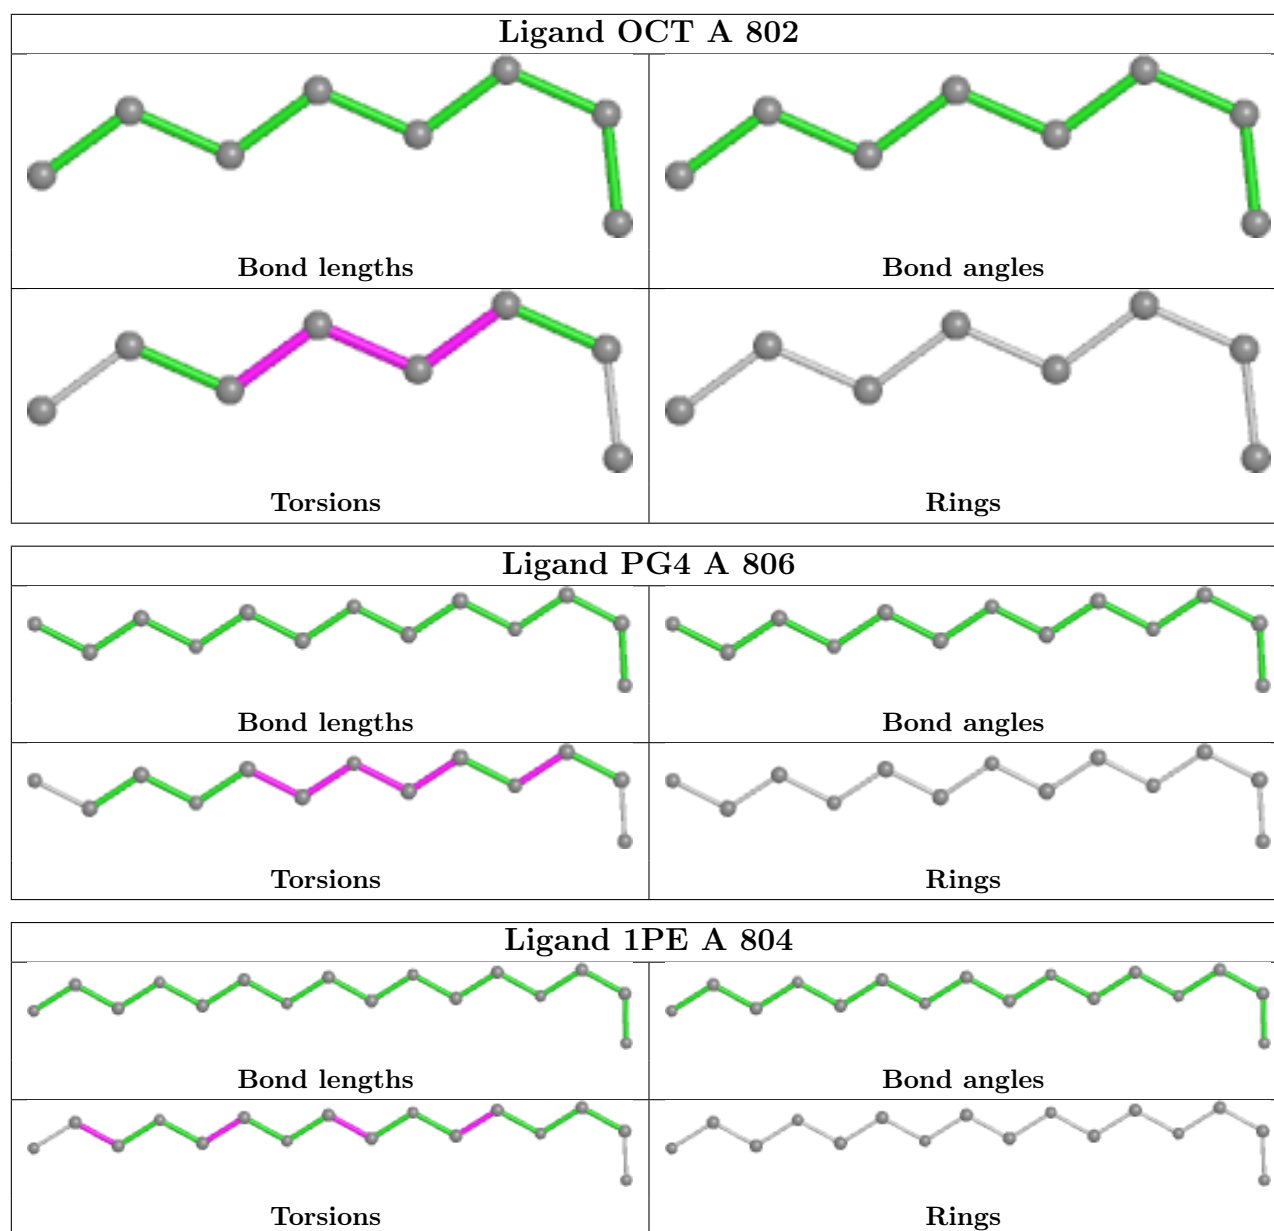 Ligand OCT A 802
Bond lengths
Bond angles
Torsions
Rings
Ligand PG4 A 806
Bond lengths
Bond angles
Torsions
Rings
Ligand 1PE A 804
Bond lengths
Bond angles
Torsions
Rings